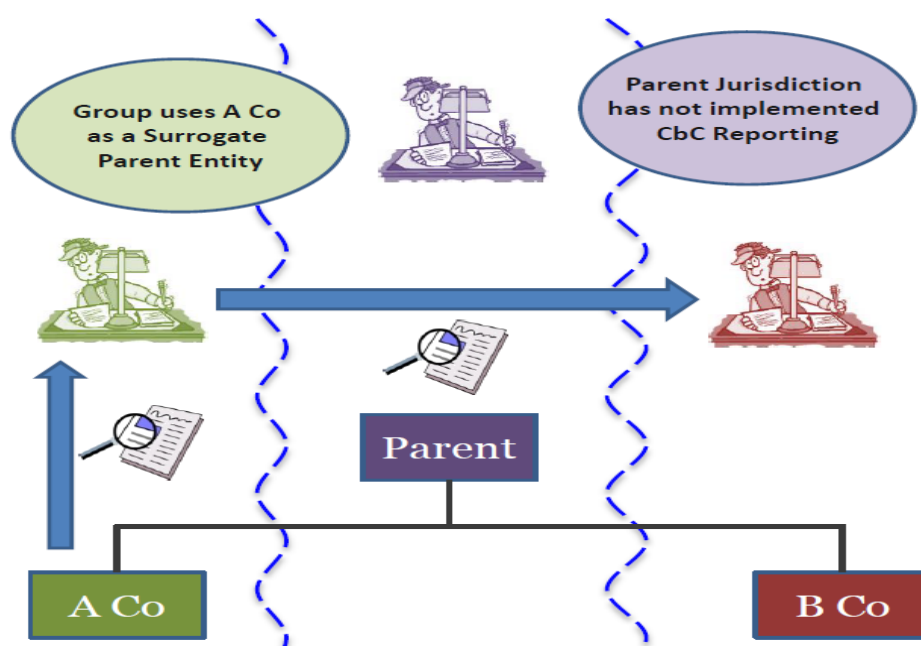 Group uses A Co
as a Surrogate
Parent Entity
Parent Jurisdiction
has not implemented
CbC Reporting
Parent
A Co
B Co